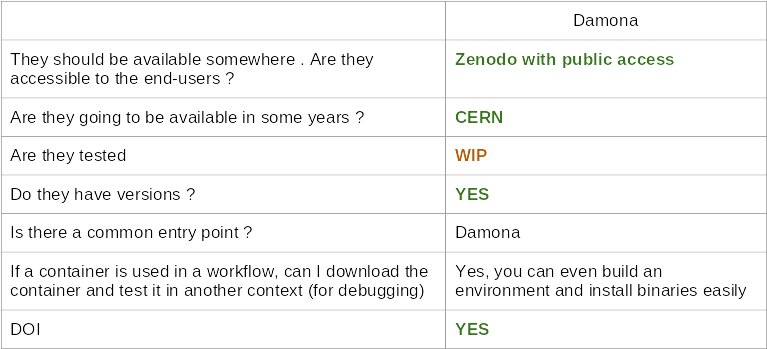 Damona
They should be available somewhere . Are they
accessible to the end-users ?
Zenodo with public access
Are they going to be available in some years ?
CERN
Are they tested
WIP
Do they have versions ?
YES
Is there a common entry point ?
Damona
If a container is used in a workflow, can I download the
container and test it in another context (for debugging)
Yes, you can even build an
environment and install binaries easily
DOI
YES